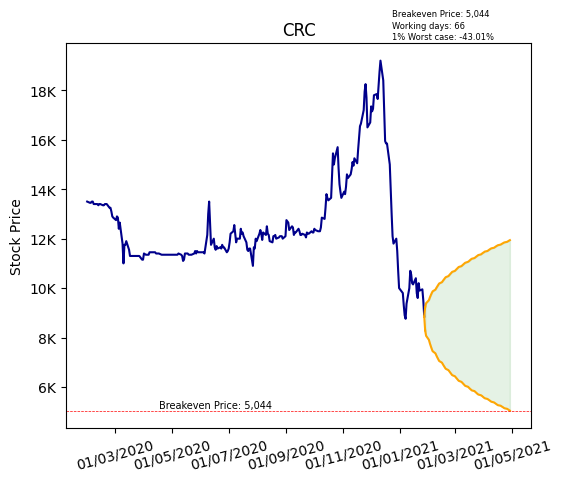 Breakeven Price: 5,044
Working days: 66
1% Worst case: -43.01%
CRC
Stock Price
18K
16K
14K
12K
10K
8K
6K
Breakeven Price: 5,044
01/03/2020
01/05/2020
01/07/2020
01/09/2020
01/11/2020
01/01/2021
01/03/2021
01/05/2021